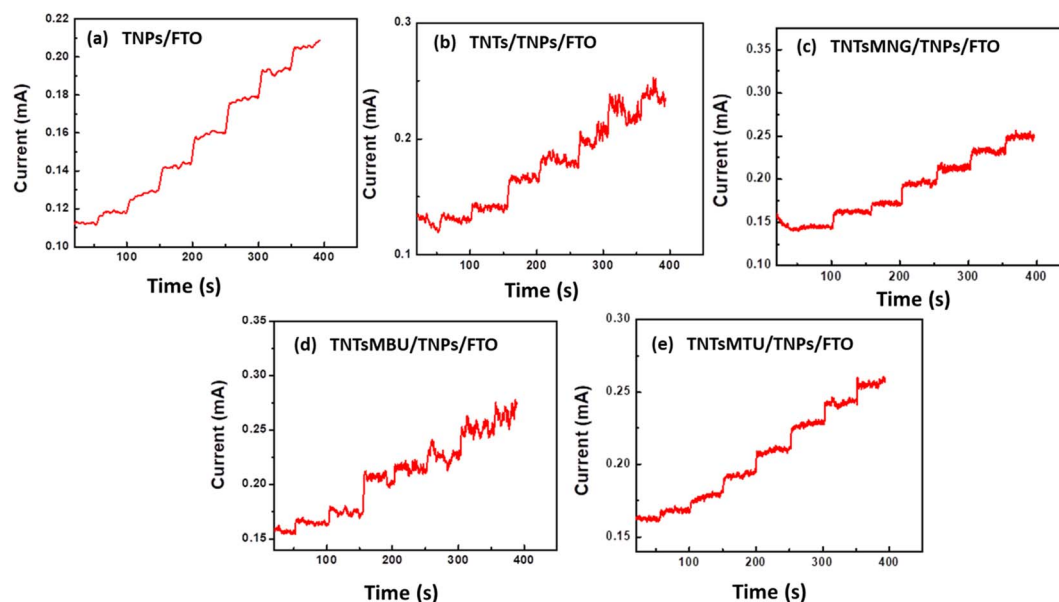 (a) TNPs/FTO
0.22
0.20
0.18
0.16
0.14
0.12
0.10
Current (mA)
100 200 300 400
Time (s)
(b) TNTs/TNPs/FTO
0.3
0.2
0.1
Current (mA)
100 200 300 400
Time (s)
(c) TNTsMNG/TNPs/FTO
0.35
0.30
0.25
0.20
0.15
0.10
Current (mA)
100 200 300 400
Time (s)
(d) TNTsMBU/TNPs/FTO
0.35
0.30
0.25
0.20
0.15
Current (mA)
100 200 300 400
Time (s)
(e) TNTsMTU/TNPs/FTO
0.30
0.25
0.20
0.15
Current (mA)
100 200 300 400
Time (s)